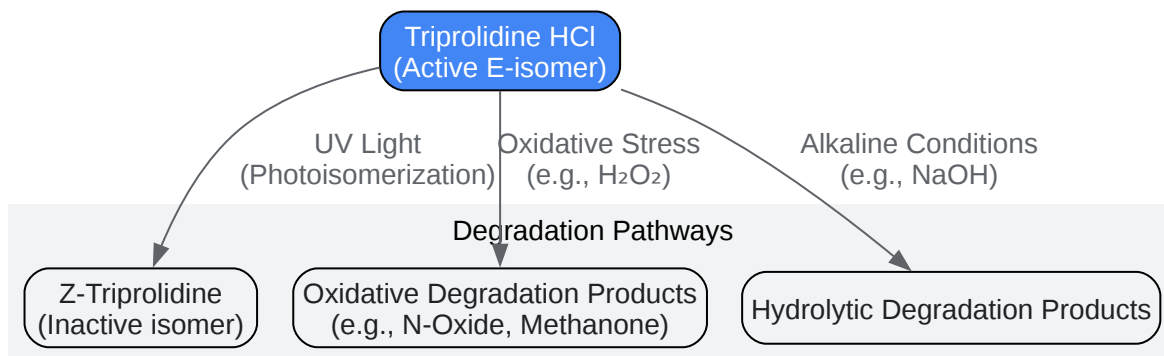 Triprolidine HCl
(Active E-isomer)
UV Light
(Photoisomerization)
Oxidative Stress
(e.g., H₂O₂)
Alkaline Conditions
(e.g., NaOH)
Degradation Pathways
Z-Triprolidine
(Inactive isomer)
Oxidative Degradation Products
(e.g., N-Oxide, Methanone)
Hydrolytic Degradation Products